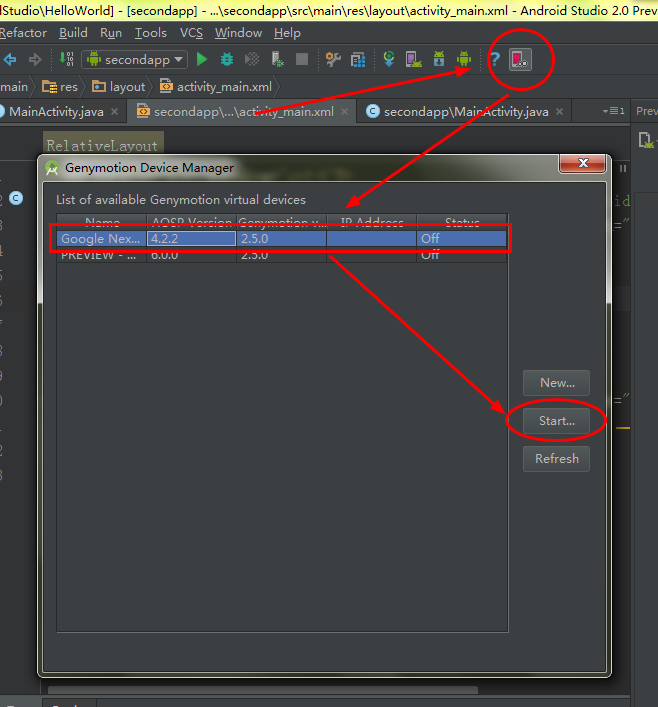 lStudio\HelloWorld] - [secondapp] - ...\secondapp\src\main\res\layout\activity_main.xml - Android Studio 2.0 Prev
Refactor Build Run Tools VCS Window Help
secondapp
main res layout activity_main.xml
MainActivity.java secondapp\...\activity_main.xml secondapp\MainActivity.java 1 Prev
RelativeLayout
Genymotion Device Manager
List of available Genymotion virtual devices
Name AOSP Version Genymotion v... IP Address Status
Google Nex... 4.2.2 2.5.0 Off
PREVIEW - ... 6.0.0 2.5.0 Off
New...
Start...
Refresh